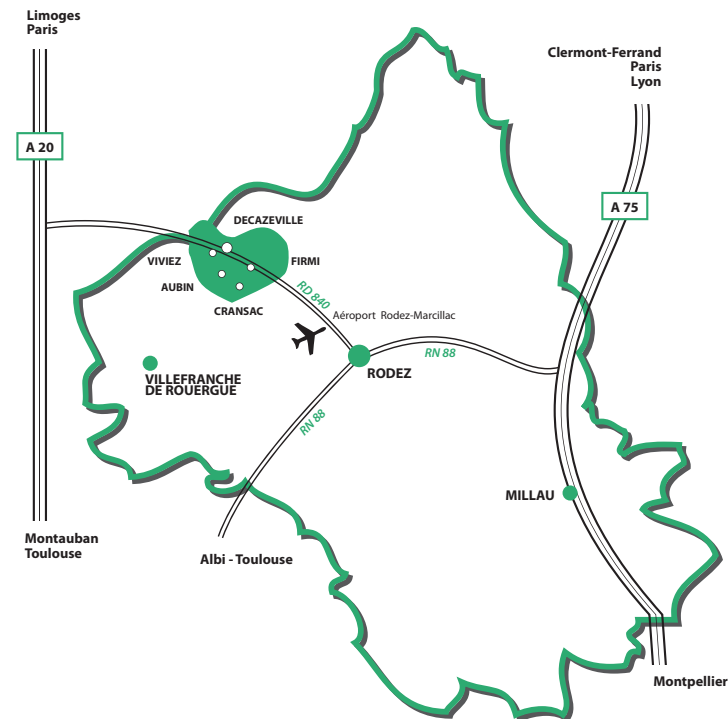 Limoges
Paris
Clermont-Ferrand
Paris
Lyon
A 20
A 75
DECAZEVILLE
VIVIEZ
FIRMI
AUBIN
CRANSAC
RD 840
Aéroport Rodez-Marcillac
RN 88
RODEZ
VILLEFRANCHE
DE ROUERGUE
RN 88
MILLAU
Montauban
Toulouse
Albi - Toulouse
Montpellier